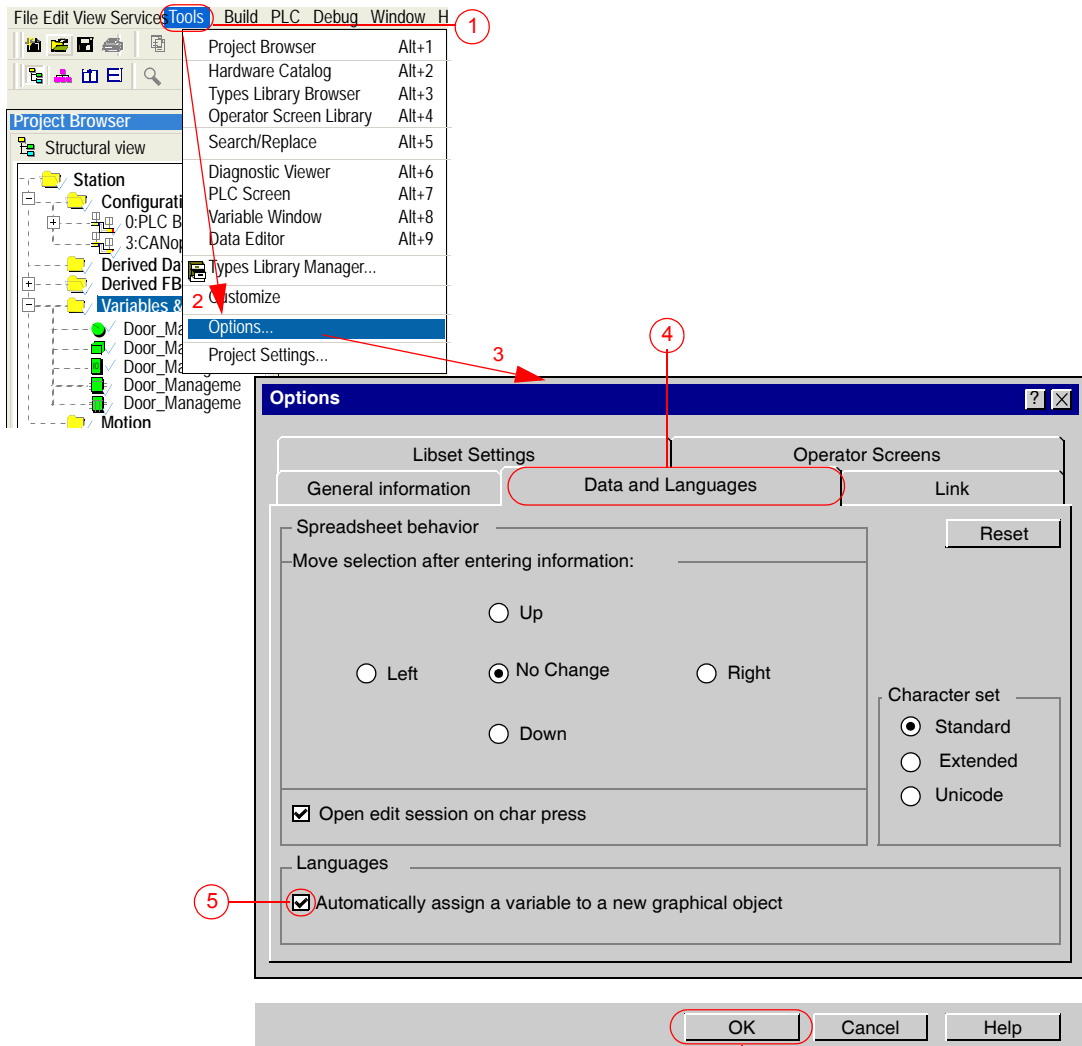 File Edit View Services Tools Build PLC Debug Window H
1
Project Browser Alt+1
Hardware Catalog Alt+2
Types Library Browser Alt+3
Operator Screen Library Alt+4
Search/Replace Alt+5
Diagnostic Viewer Alt+6
PLC Screen Alt+7
Variable Window Alt+8
Data Editor Alt+9
Types Library Manager...
2
Customize
Options...
Project Settings...
3
Project Browser
Structural view
Station
Configurati
0:PLC B
3:CANop
Derived Da
Derived FB
Variables &
Door_Ma
Door_Ma
Door_Ma
Door_Manageme
Door_Manageme
Motion
4
Options
Libset Settings Operator Screens
General information Data and Languages Link
Spreadsheet behavior
Reset
Move selection after entering information:
Up
Left No Change Right
Down
Character set
Standard
Extended
Unicode
Open edit session on char press
Languages
5
Automatically assign a variable to a new graphical object
OK Cancel Help